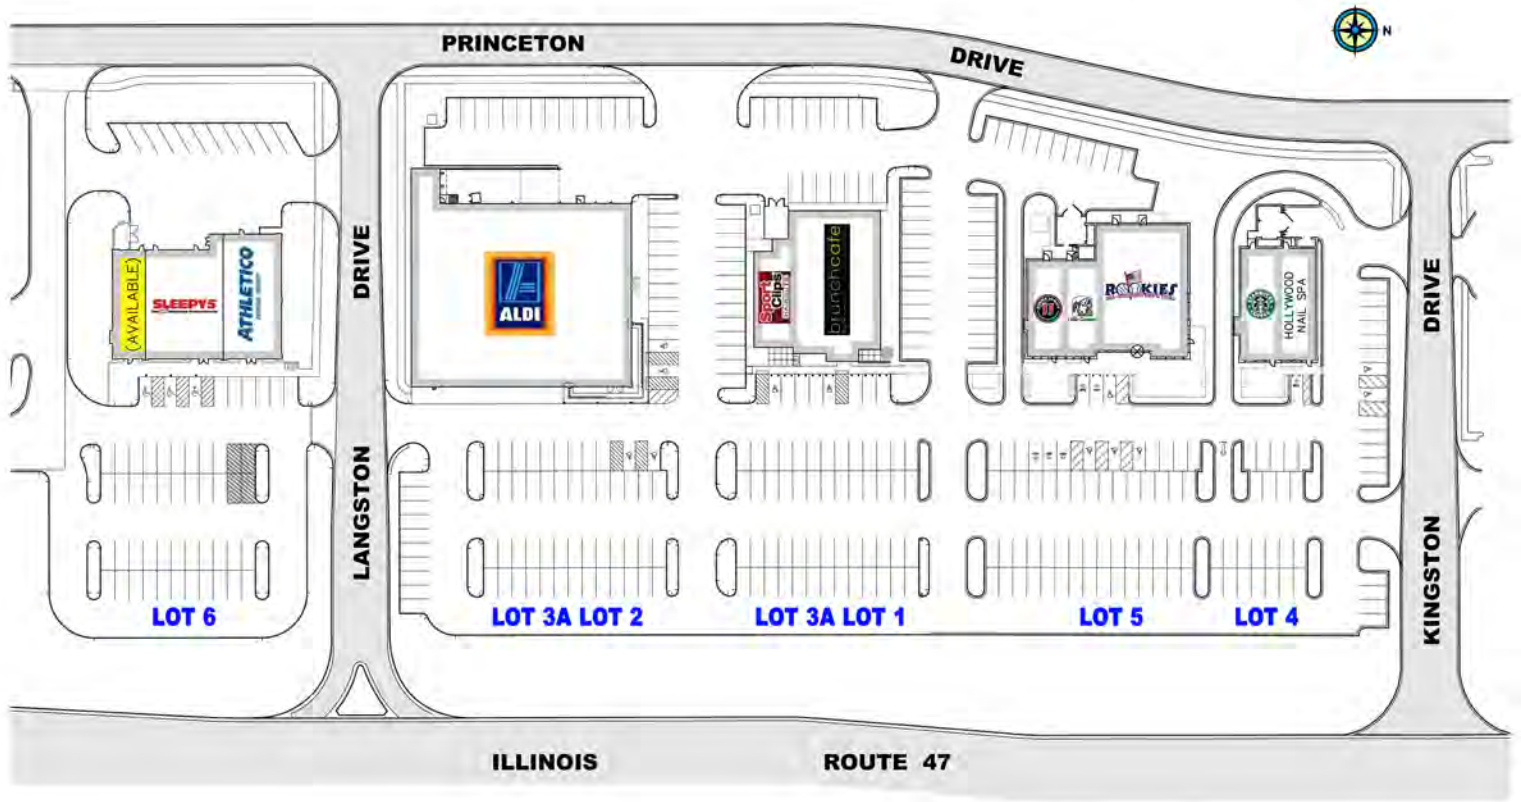 N
PRINCETON DRIVE
LANGSTON DRIVE
KINGSTON DRIVE
(AVAILABLE)
SLEEPY'S
ATHLETICO
ALDI
Sport
Clips
brunchcafe
ROOKIES
HOLLYWOOD
NAIL SPA
LOT 6
LOT 3A LOT 2
LOT 3A LOT 1
LOT 5
LOT 4
ILLINOIS ROUTE 47